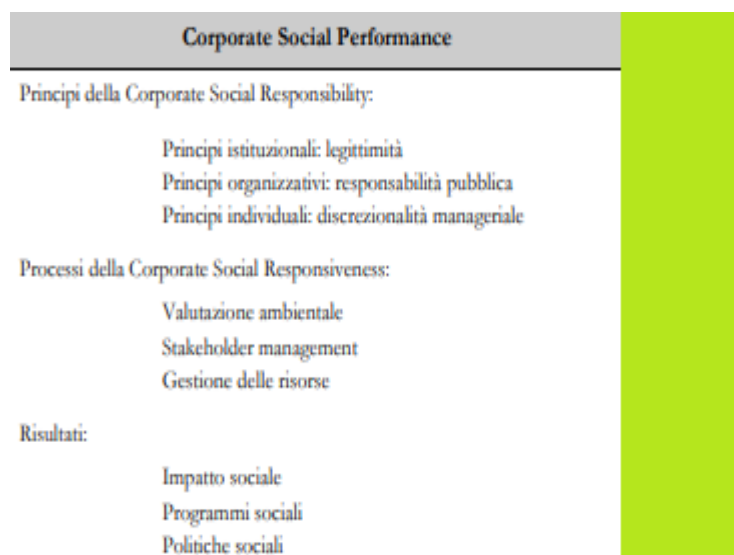 Corporate Social Performance
Principi della Corporate Social Responsibility:
Principi istituzionali: legittimità
Principi organizzativi: responsabilità pubblica
Principi individuali: discrezionalità manageriale
Processi della Corporate Social Responsiveness:
Valutazione ambientale
Stakeholder management
Gestione delle risorse
Risultati:
Impatto sociale
Programmi sociali
Politiche sociali